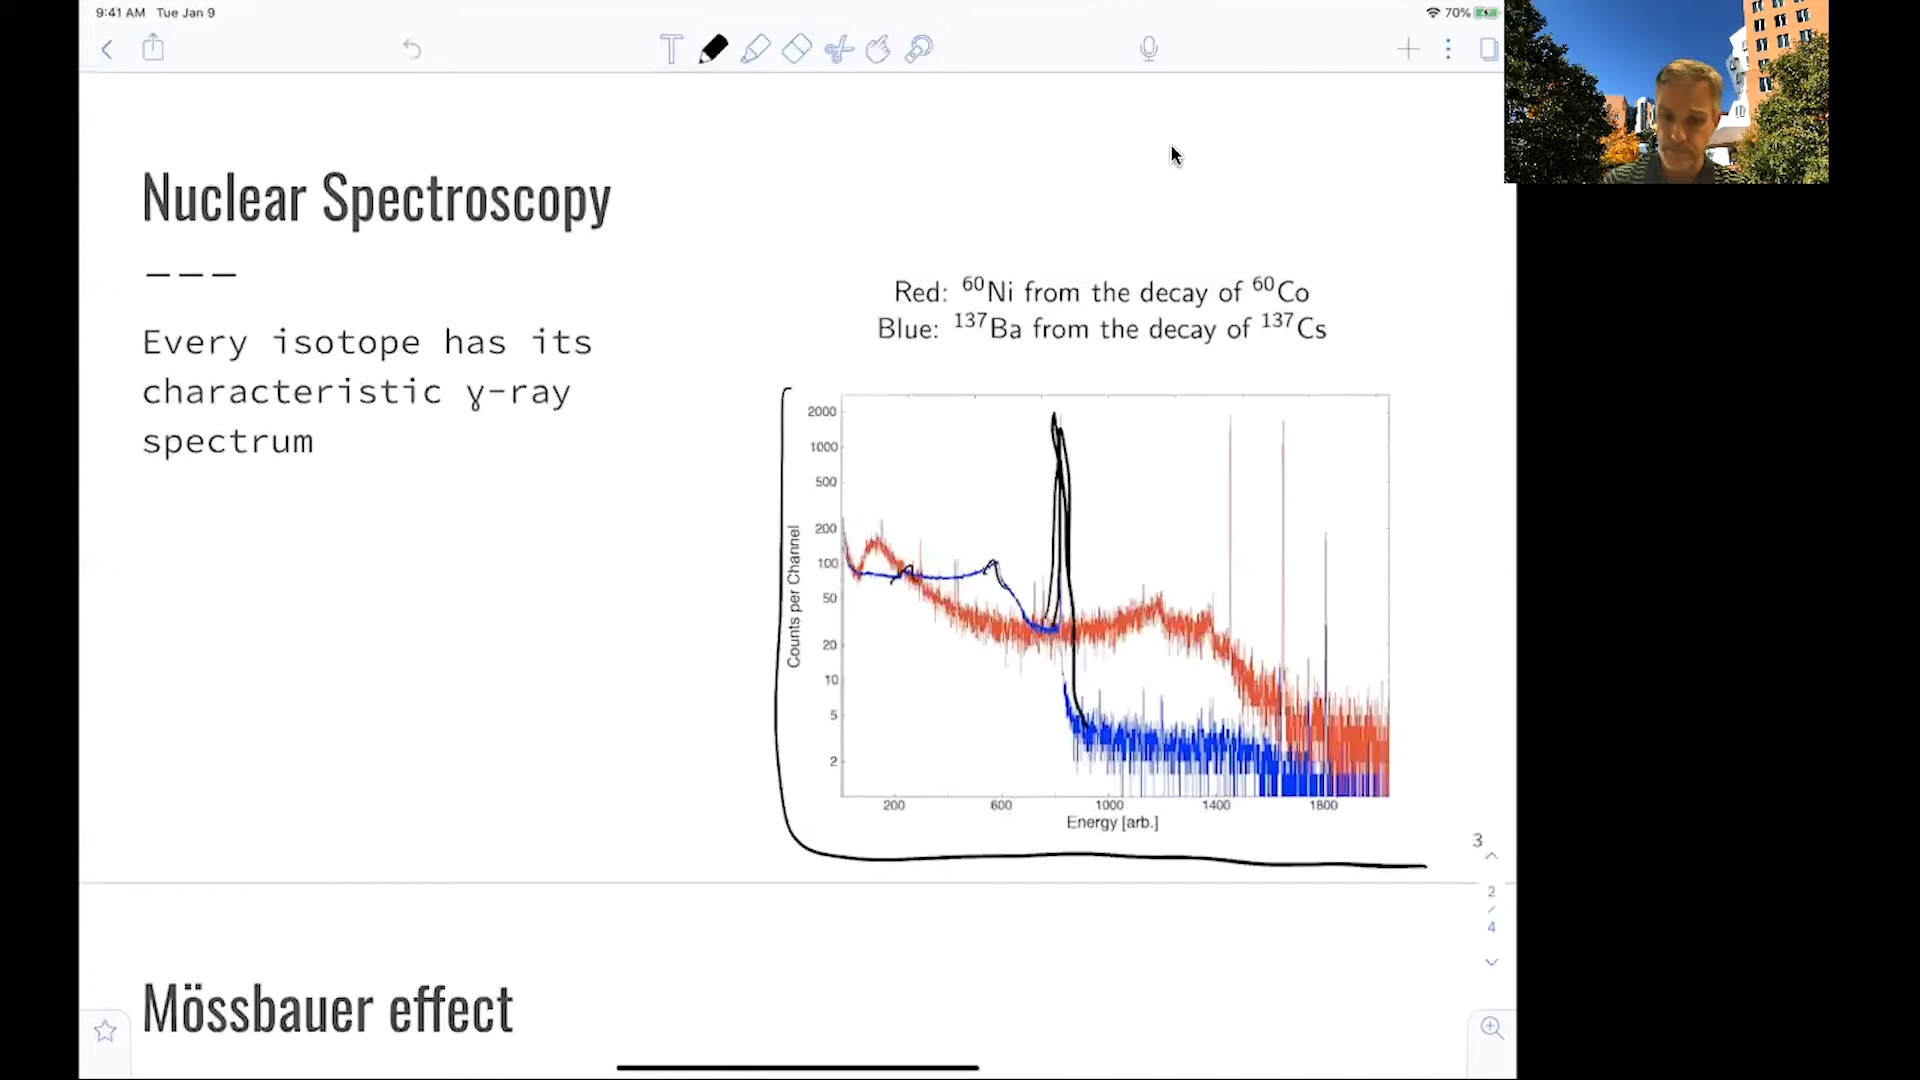 9:41 AM Tue Jan 9
70%
Nuclear Spectroscopy
---
Every isotope has its
characteristic ɣ-ray
spectrum
Red: ⁶⁰Ni from the decay of ⁶⁰Co
Blue: ¹³⁷Ba from the decay of ¹³⁷Cs
Counts per Channel
2000
1000
500
200
100
50
20
10
5
2
200 600 1000 1400 1800
Energy [arb.]
3
2
/
4
Mössbauer effect